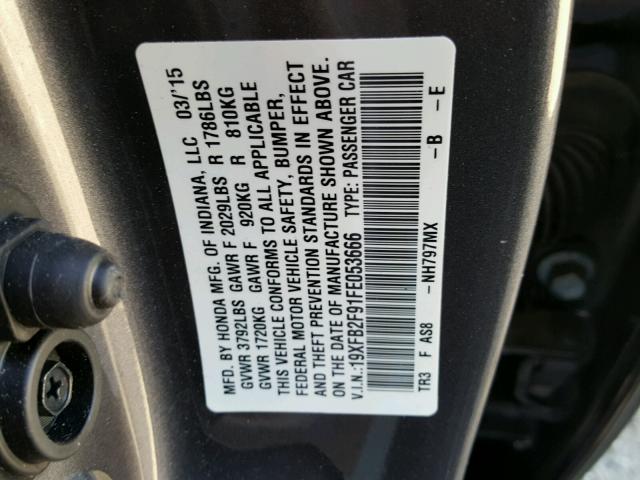 MFD. BY HONDA MFG. OF INDIANA, LLC 03/'15
GVWR 3792LBS GAWR F 2029LBS R 1786LBS
GVWR 1720KG GAWR F 920KG R 810KG
THIS VEHICLE CONFORMS TO ALL APPLICABLE
FEDERAL MOTOR VEHICLE SAFETY, BUMPER,
AND THEFT PREVENTION STANDARDS IN EFFECT
ON THE DATE OF MANUFACTURE SHOWN ABOVE.
V.I.N.:19XFB2F91FE053666 TYPE: PASSENGER CAR
TR3 F AS8 -NH797MX -B -E